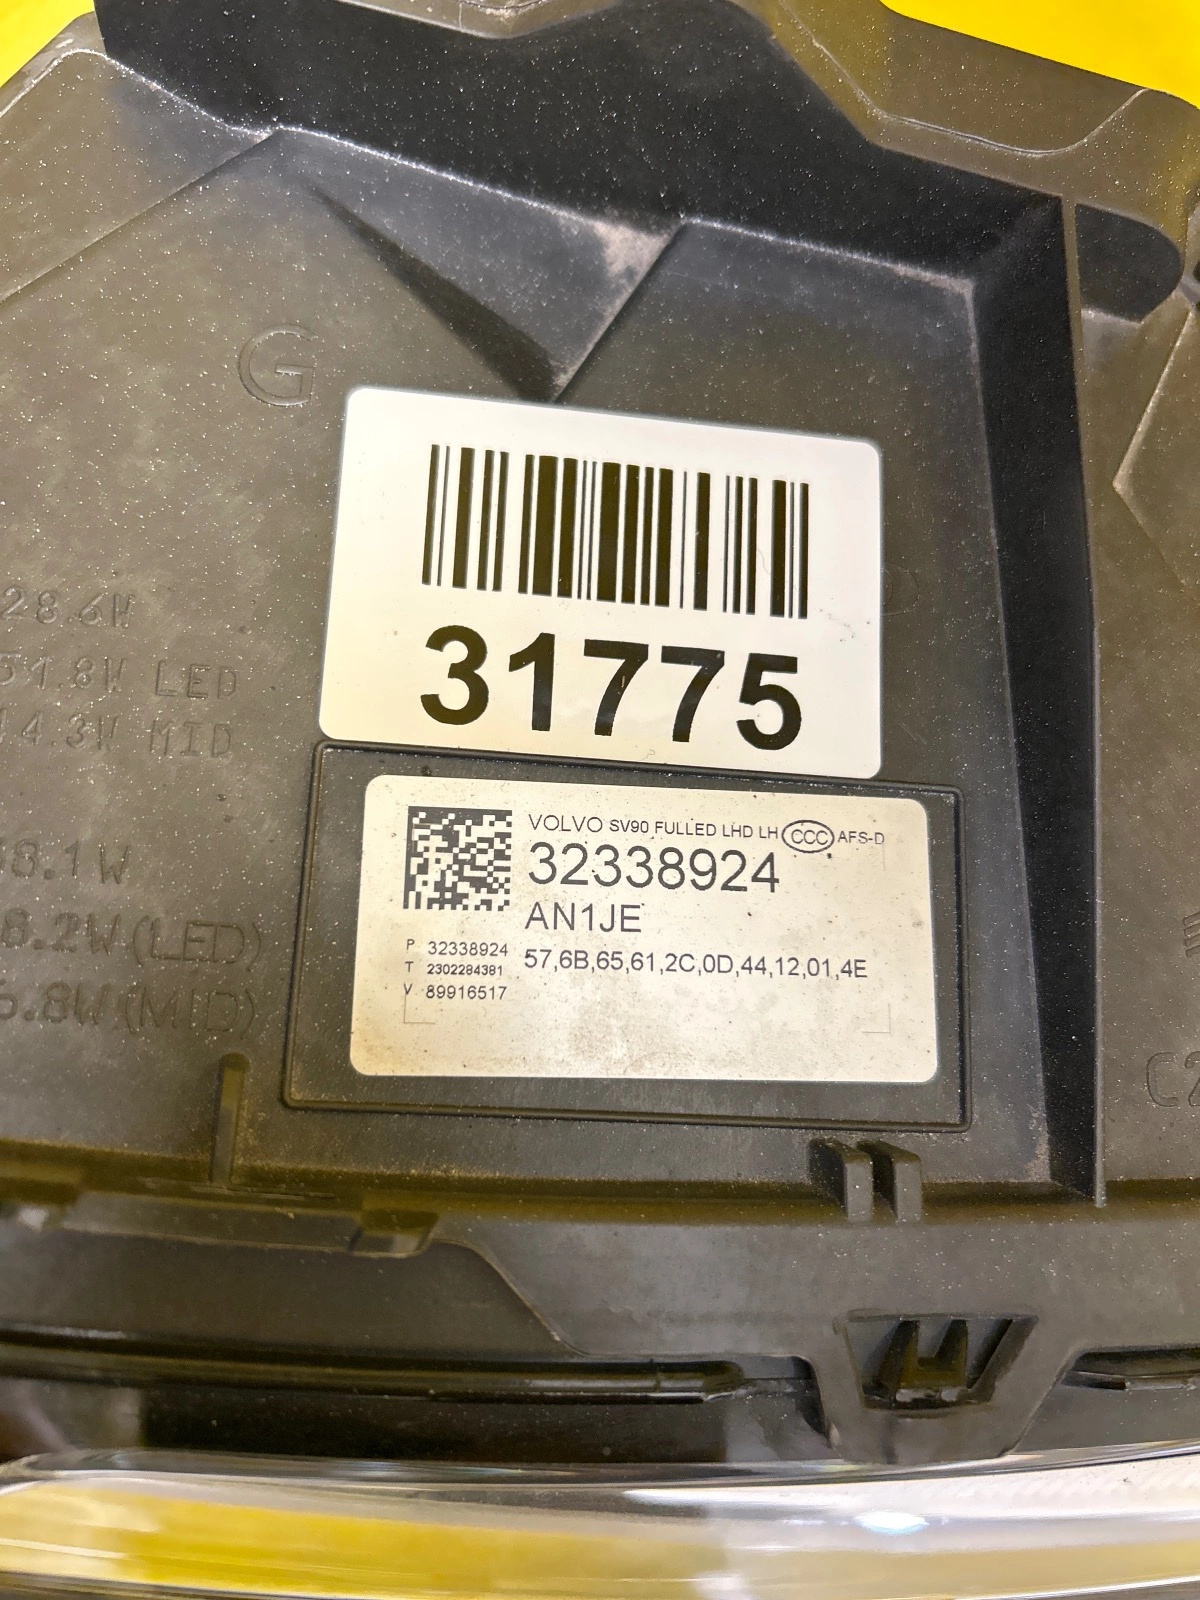 G
28.6W
51.8W LED
14.3W MID
8.1W
8.2W(LED)
5.8W(MID)
31775
VOLVO SV90 FULLED LHD LH CCC AFS-D
32338924
AN1JE
P 32338924
T 2302284381
V 89916517
57,6B,65,61,2C,0D,44,12,01,4E